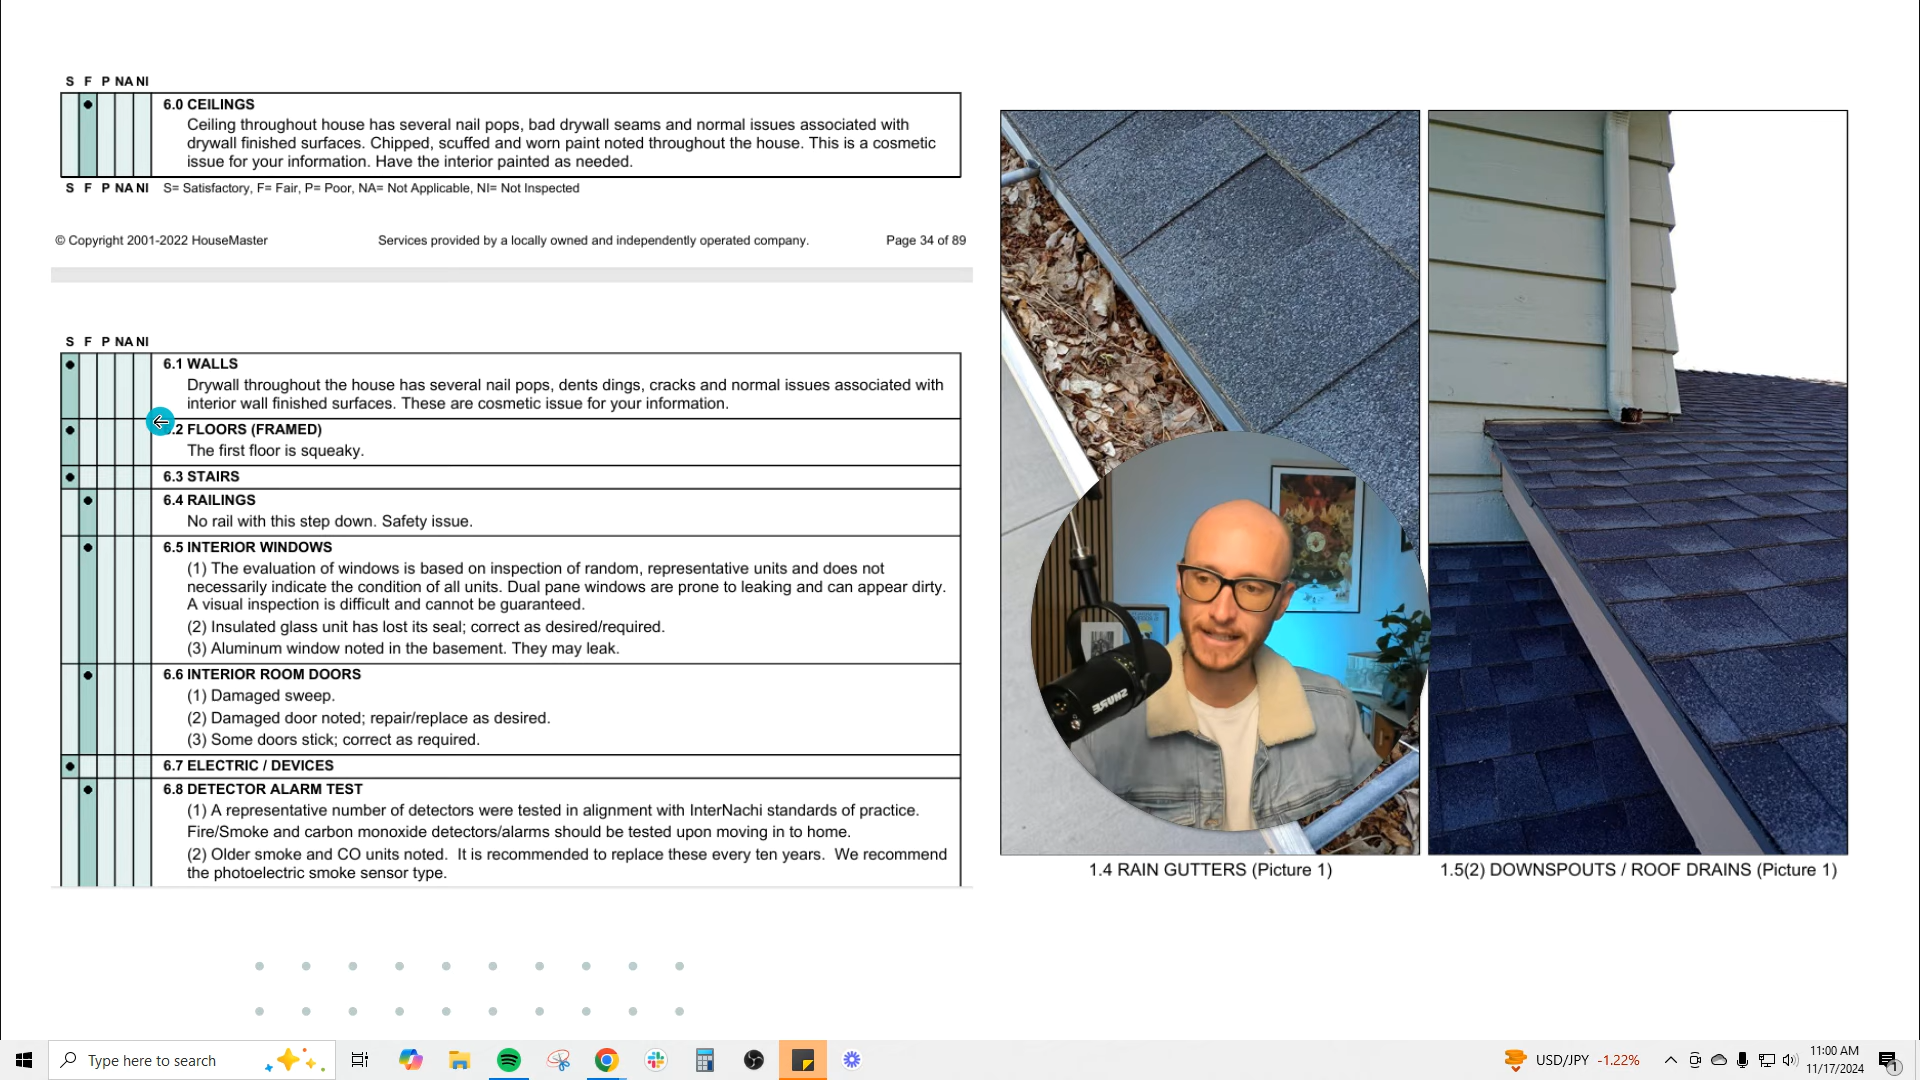 S F P NA NI
6.0 CEILINGS
Ceiling throughout house has several nail pops, bad drywall seams and normal issues associated with
drywall finished surfaces. Chipped, scuffed and worn paint noted throughout the house. This is a cosmetic
issue for your information. Have the interior painted as needed.
S F P NA NI S= Satisfactory, F= Fair, P= Poor, NA= Not Applicable, NI= Not Inspected
© Copyright 2001-2022 HouseMaster Services provided by a locally owned and independently operated company. Page 34 of 89
S F P NA NI
6.1 WALLS
Drywall throughout the house has several nail pops, dents dings, cracks and normal issues associated with
interior wall finished surfaces. These are cosmetic issue for your information.
.2 FLOORS (FRAMED)
The first floor is squeaky.
6.3 STAIRS
6.4 RAILINGS
No rail with this step down. Safety issue.
6.5 INTERIOR WINDOWS
(1) The evaluation of windows is based on inspection of random, representative units and does not
necessarily indicate the condition of all units. Dual pane windows are prone to leaking and can appear dirty.
A visual inspection is difficult and cannot be guaranteed.
(2) Insulated glass unit has lost its seal; correct as desired/required.
(3) Aluminum window noted in the basement. They may leak.
6.6 INTERIOR ROOM DOORS
(1) Damaged sweep.
(2) Damaged door noted; repair/replace as desired.
(3) Some doors stick; correct as required.
6.7 ELECTRIC / DEVICES
6.8 DETECTOR ALARM TEST
(1) A representative number of detectors were tested in alignment with InterNachi standards of practice.
Fire/Smoke and carbon monoxide detectors/alarms should be tested upon moving in to home.
(2) Older smoke and CO units noted. It is recommended to replace these every ten years. We recommend
the photoelectric smoke sensor type.
SHURE
1.4 RAIN GUTTERS (Picture 1)
1.5(2) DOWNSPOUTS / ROOF DRAINS (Picture 1)
Type here to search
USD/JPY -1.22%
11:00 AM
11/17/2024
1